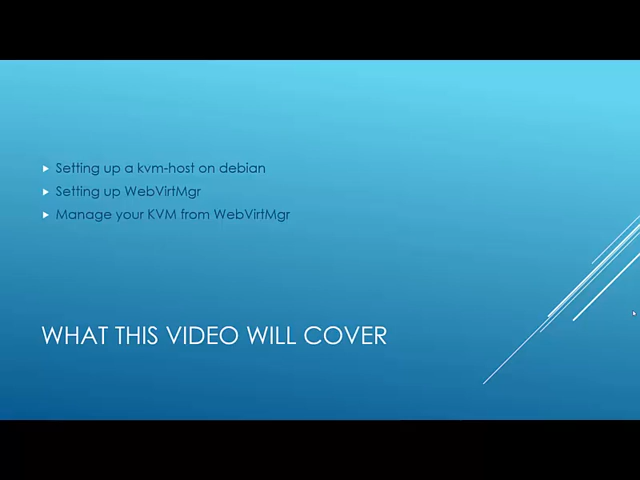 Setting up a kvm-host on debian
Setting up WebVirtMgr
Manage your KVM from WebVirtMgr
WHAT THIS VIDEO WILL COVER